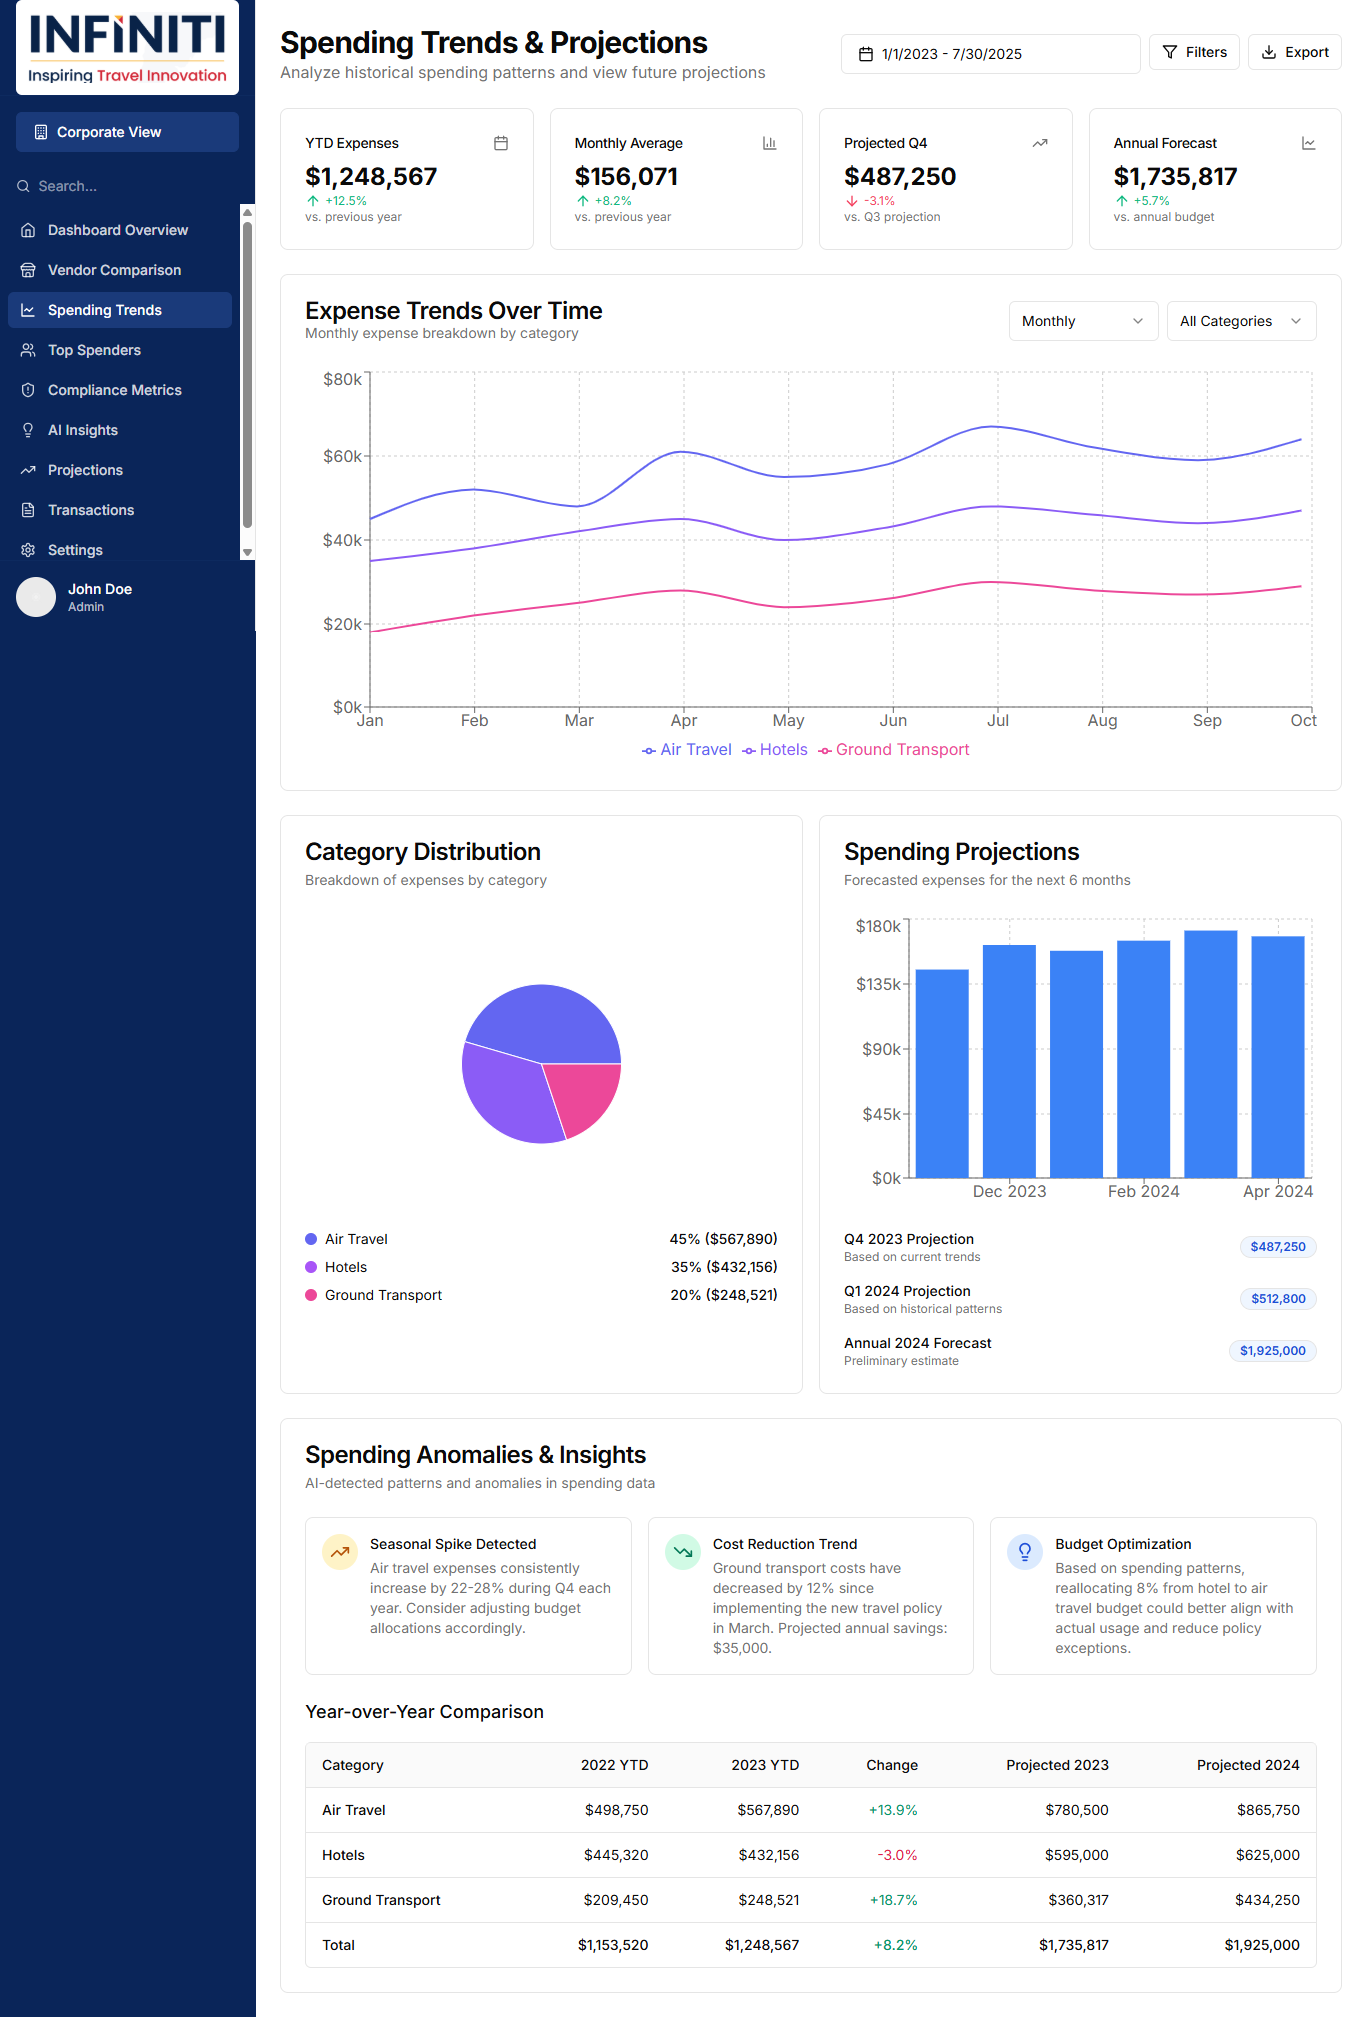 INFINITI
Inspiring Travel Innovation
Corporate View
Search...
Dashboard Overview
Vendor Comparison
Spending Trends
Top Spenders
Compliance Metrics
AI Insights
Projections
Transactions
Settings
John Doe
Admin
Spending Trends & Projections
Analyze historical spending patterns and view future projections
1/1/2023 - 7/30/2025
Filters
Export
YTD Expenses
$1,248,567
+12.5%
vs. previous year
Monthly Average
$156,071
+8.2%
vs. previous year
Projected Q4
$487,250
-3.1%
vs. Q3 projection
Annual Forecast
$1,735,817
+5.7%
vs. annual budget
Expense Trends Over Time
Monthly expense breakdown by category
Monthly
All Categories
$80k
$60k
$40k
$20k
$0k
Jan Feb Mar Apr May Jun Jul Aug Sep Oct
Air Travel Hotels Ground Transport
Category Distribution
Breakdown of expenses by category
Air Travel 45% ($567,890)
Hotels 35% ($432,156)
Ground Transport 20% ($248,521)
Spending Projections
Forecasted expenses for the next 6 months
$180k
$135k
$90k
$45k
$0k
Dec 2023 Feb 2024 Apr 2024
Q4 2023 Projection
Based on current trends
$487,250
Q1 2024 Projection
Based on historical patterns
$512,800
Annual 2024 Forecast
Preliminary estimate
$1,925,000
Spending Anomalies & Insights
AI-detected patterns and anomalies in spending data
Seasonal Spike Detected
Air travel expenses consistently
increase by 22-28% during Q4 each
year. Consider adjusting budget
allocations accordingly.
Cost Reduction Trend
Ground transport costs have
decreased by 12% since
implementing the new travel policy
in March. Projected annual savings:
$35,000.
Budget Optimization
Based on spending patterns,
reallocating 8% from hotel to air
travel budget could better align with
actual usage and reduce policy
exceptions.
Year-over-Year Comparison
Category 2022 YTD 2023 YTD Change Projected 2023 Projected 2024
Air Travel $498,750 $567,890 +13.9% $780,500 $865,750
Hotels $445,320 $432,156 -3.0% $595,000 $625,000
Ground Transport $209,450 $248,521 +18.7% $360,317 $434,250
Total $1,153,520 $1,248,567 +8.2% $1,735,817 $1,925,000